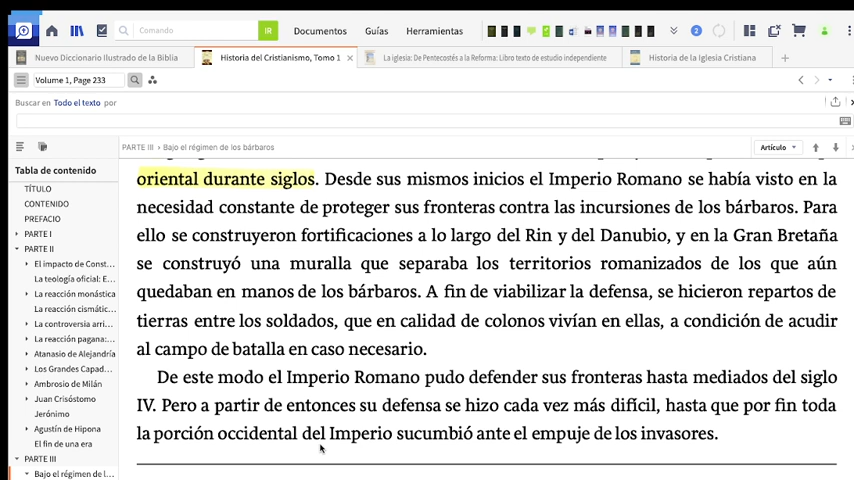 Comando
IR
Documentos Guías Herramientas
2
Nuevo Diccionario Ilustrado de la Biblia
Historia del Cristianismo, Tomo 1
La iglesia: De Pentecostés a la Reforma: Libro texto de estudio independiente
Historia de la Iglesia Cristiana
Volume 1, Page 233
Buscar en Todo el texto por
PARTE III › Bajo el régimen de los bárbaros
Artículo
Tabla de contenido
TÍTULO
CONTENIDO
PREFACIO
PARTE I
PARTE II
El impacto de Const...
La teología oficial: E...
La reacción monástica
La reacción cismátic...
La controversia arri...
La reacción pagana:...
Atanasio de Alejandría
Los Grandes Capad...
Ambrosio de Milán
Juan Crisóstomo
Jerónimo
Agustín de Hipona
El fin de una era
PARTE III
Bajo el régimen de l...
oriental durante siglos. Desde sus mismos inicios el Imperio Romano se había visto en la
necesidad constante de proteger sus fronteras contra las incursiones de los bárbaros. Para
ello se construyeron fortificaciones a lo largo del Rin y del Danubio, y en la Gran Bretaña
se construyó una muralla que separaba los territorios romanizados de los que aún
quedaban en manos de los bárbaros. A fin de viabilizar la defensa, se hicieron repartos de
tierras entre los soldados, que en calidad de colonos vivían en ellas, a condición de acudir
al campo de batalla en caso necesario.
De este modo el Imperio Romano pudo defender sus fronteras hasta mediados del siglo
IV. Pero a partir de entonces su defensa se hizo cada vez más difícil, hasta que por fin toda
la porción occidental del Imperio sucumbió ante el empuje de los invasores.